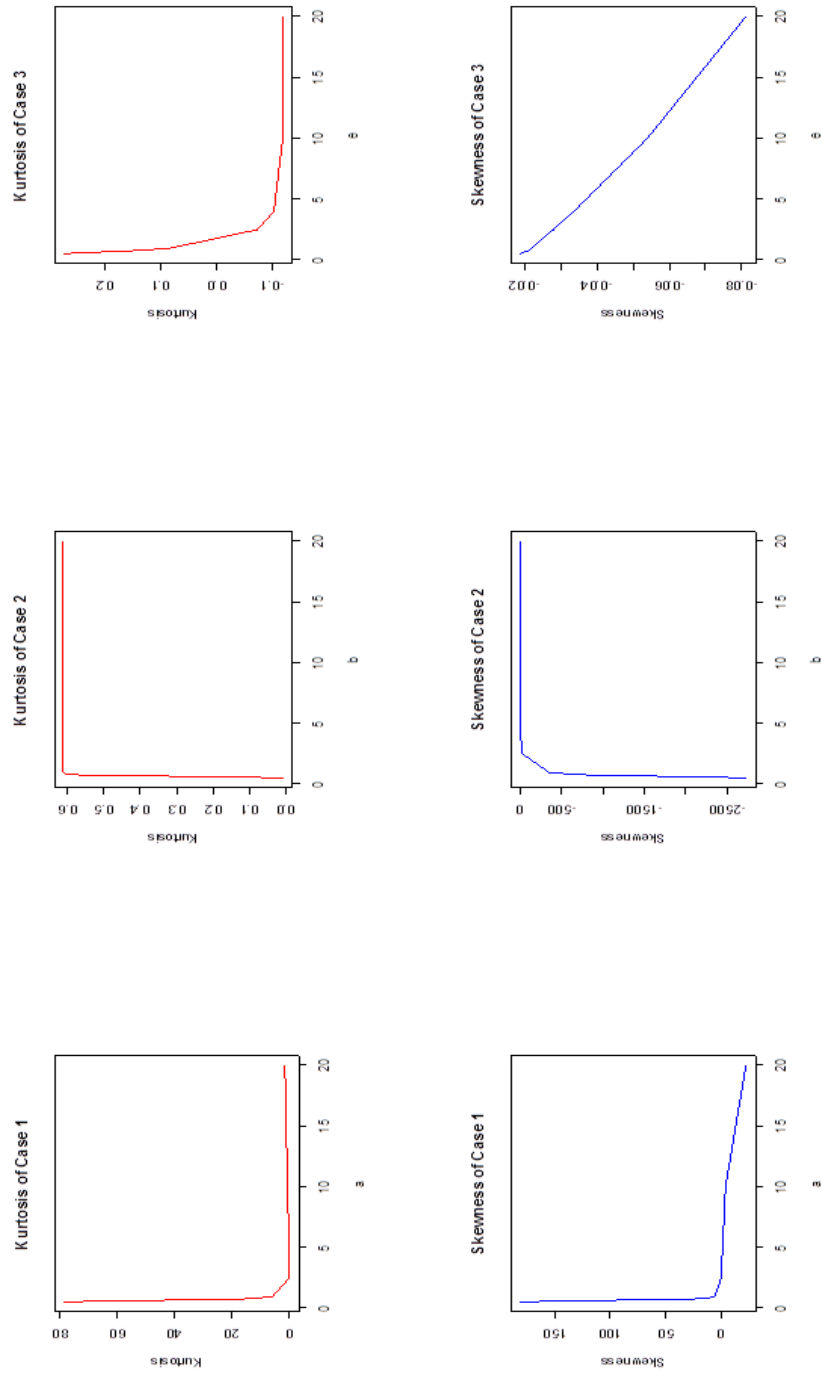 Kurtosis of Case 1
Kurtosis
0 20 40 60 80
0 5 10 15 20
a
Kurtosis of Case 2
Kurtosis
0.0 0.1 0.2 0.3 0.4 0.5 0.6
0 5 10 15 20
b
Kurtosis of Case 3
Kurtosis
-0.1 0.0 0.1 0.2
0 5 10 15 20
θ
Skewness of Case 1
Skewness
0 50 100 150
0 5 10 15 20
a
Skewness of Case 2
Skewness
-2500 -1500 -500 0
0 5 10 15 20
b
Skewness of Case 3
Skewness
-0.08 -0.06 -0.04 -0.02
0 5 10 15 20
θ